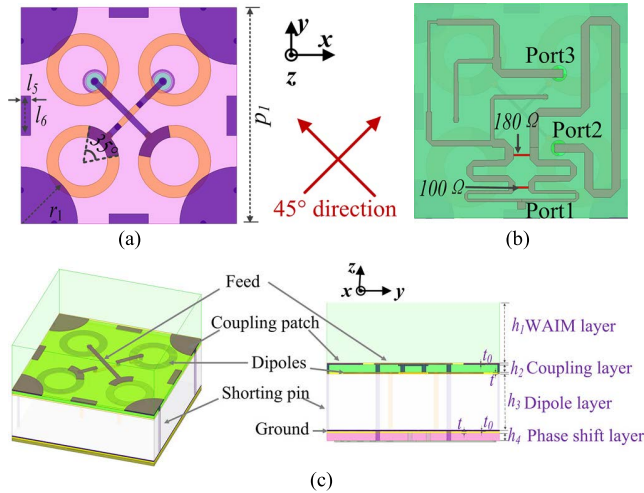 l5
l6
35°
r1
p1
y
x
z
45° direction
(a)
Port3
180 Ω
Port2
100 Ω
Port1
(b)
Feed
Coupling patch
Dipoles
Shorting pin
Ground
z
x
y
h1 WAIM layer
t0
h2 Coupling layer
t
h3 Dipole layer
t
t0
h4 Phase shift layer
(c)